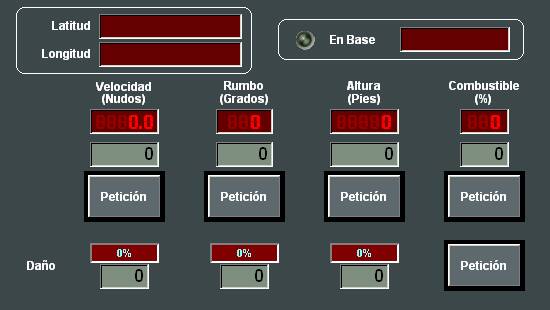 Latitud
Longitud
En Base
Velocidad (Nudos)
Rumbo (Grados)
Altura (Pies)
Combustible (%)
0.0
0
0
0
0
0
0
0
Petición
Petición
Petición
Petición
Daño
0%
0%
0%
Petición
0
0
0